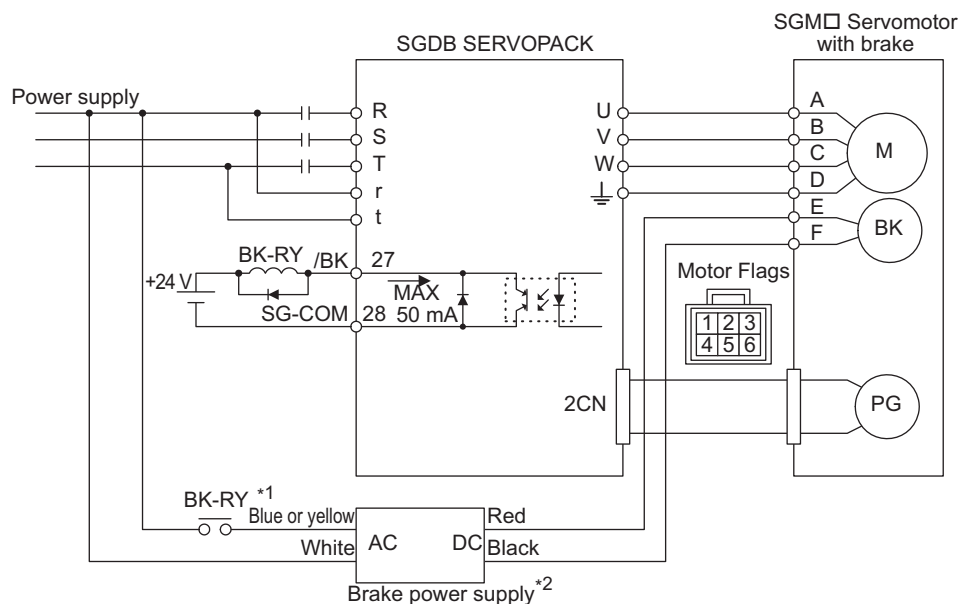 SGM□ Servomotor
with brake
SGDB SERVOPACK
Power supply
R
S
T
r
t
U
V
W
A
B
C
D
E
F
M
BK
BK-RY
/BK
27
+24 V
MAX
50 mA
SG-COM
28
Motor Flags
1 2 3
4 5 6
2CN
PG
BK-RY *1
Blue or yellow
White
AC
DC
Red
Black
Brake power supply*2